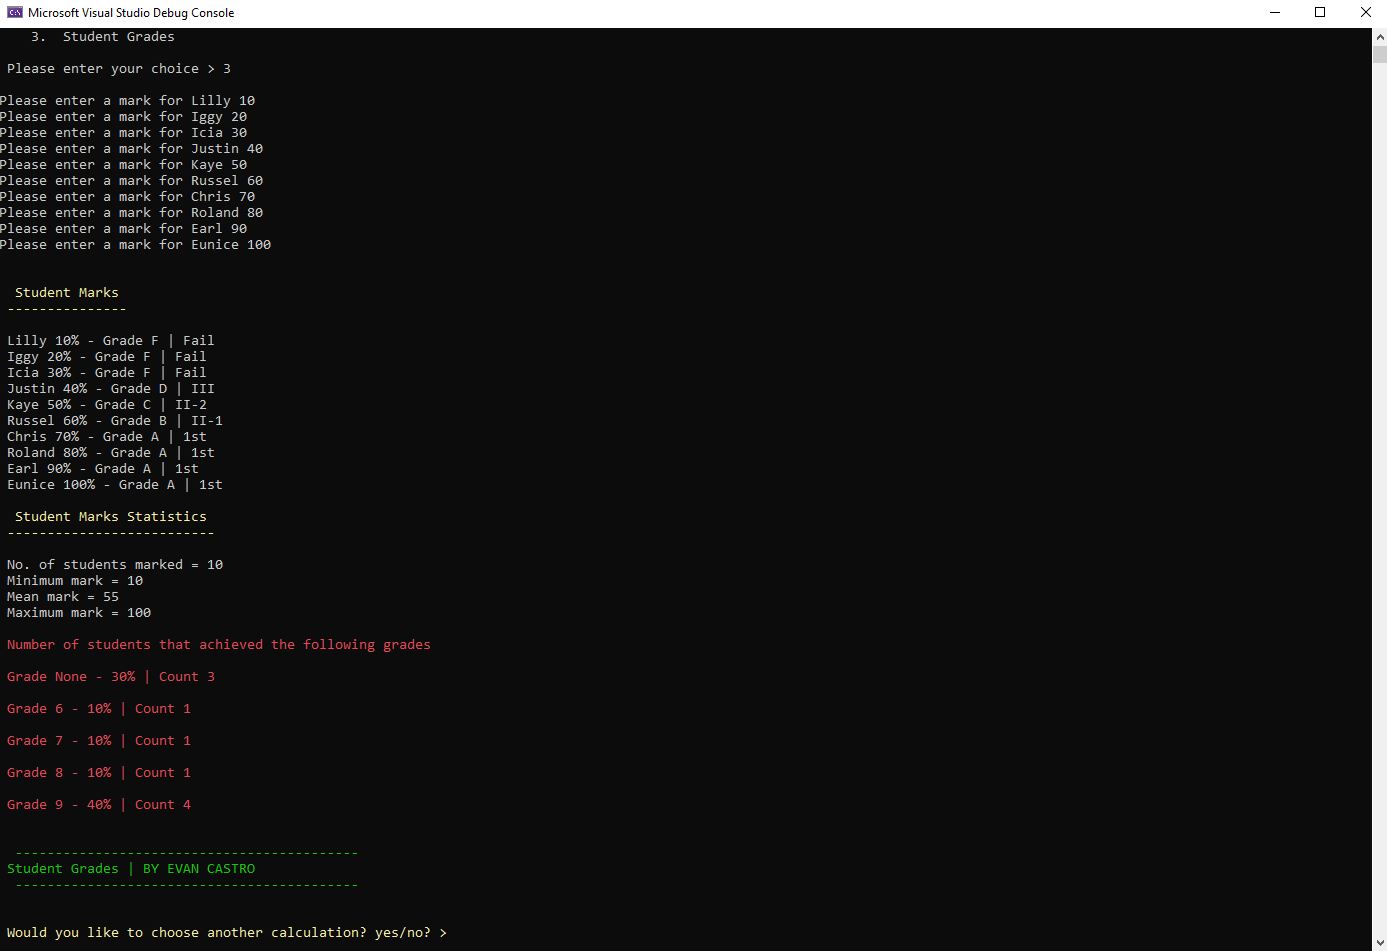 Microsoft Visual Studio Debug Console
3. Student Grades
Please enter your choice > 3
Please enter a mark for Lilly 10
Please enter a mark for Iggy 20
Please enter a mark for Icia 30
Please enter a mark for Justin 40
Please enter a mark for Kaye 50
Please enter a mark for Russel 60
Please enter a mark for Chris 70
Please enter a mark for Roland 80
Please enter a mark for Earl 90
Please enter a mark for Eunice 100
Student Marks
---------------
Lilly 10% - Grade F | Fail
Iggy 20% - Grade F | Fail
Icia 30% - Grade F | Fail
Justin 40% - Grade D | III
Kaye 50% - Grade C | II-2
Russel 60% - Grade B | II-1
Chris 70% - Grade A | 1st
Roland 80% - Grade A | 1st
Earl 90% - Grade A | 1st
Eunice 100% - Grade A | 1st
Student Marks Statistics
--------------------------
No. of students marked = 10
Minimum mark = 10
Mean mark = 55
Maximum mark = 100
Number of students that achieved the following grades
Grade None - 30% | Count 3
Grade 6 - 10% | Count 1
Grade 7 - 10% | Count 1
Grade 8 - 10% | Count 1
Grade 9 - 40% | Count 4
-------------------------------------------
Student Grades | BY EVAN CASTRO
-------------------------------------------
Would you like to choose another calculation? yes/no? >